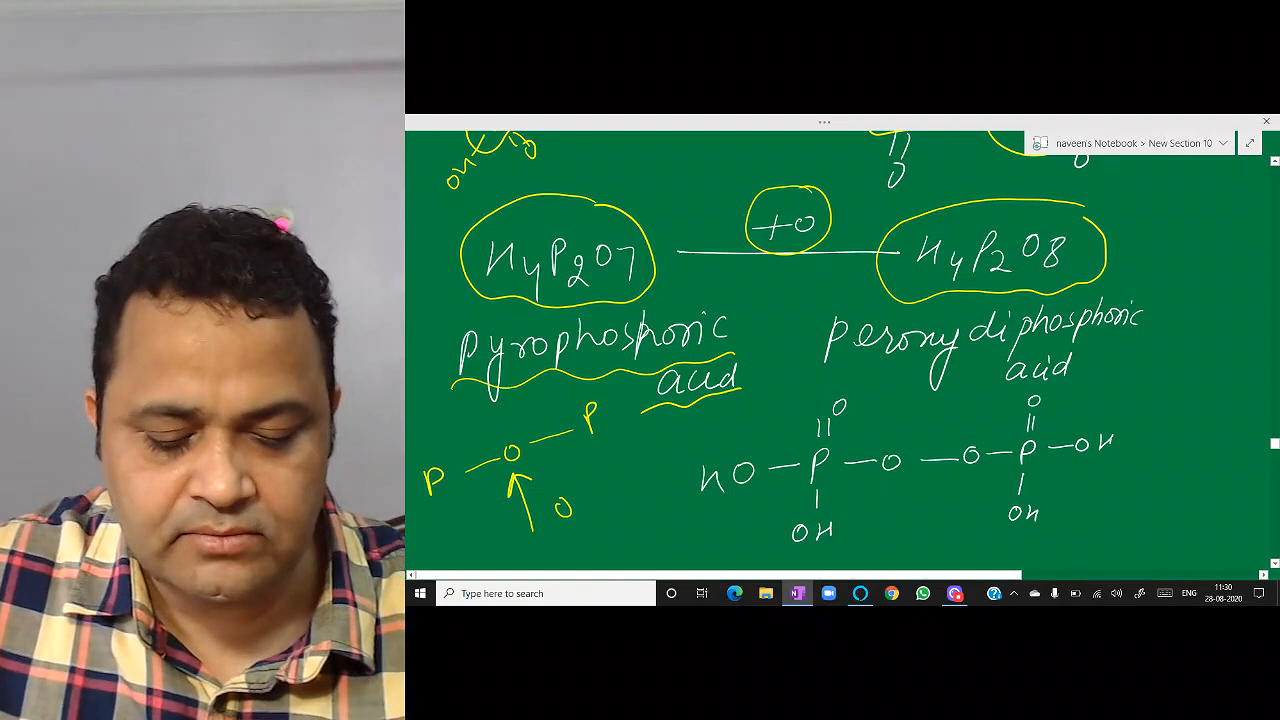 naveen's Notebook > New Section 10
only
O
O
H4P2O7
+O
H4P2O8
pyrophosphoric
acid
peroxydiphosphoric
acid
P — O — P
O
O
||
HO — P — O — O — P — OH
|
OH
O
||
|
OH
Type here to search
ENG
11:30
28-08-2020